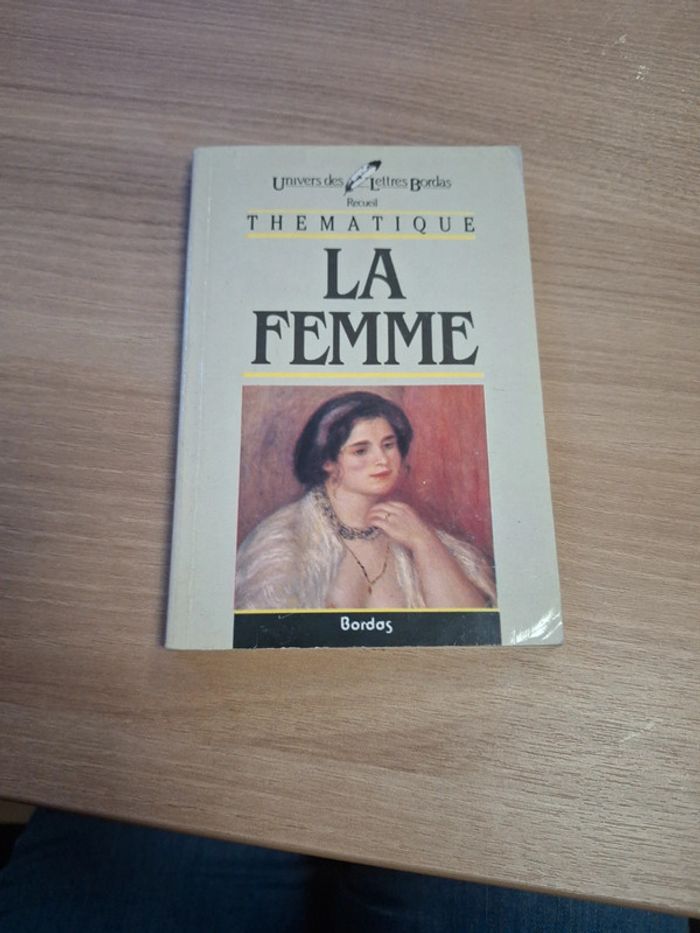 Univers des Lettres Bordas
Recueil
THEMATIQUE
LA
FEMME
Bordas